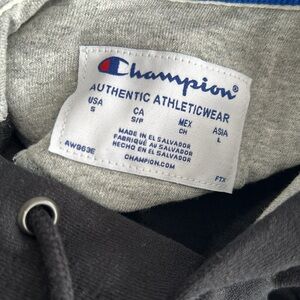 Champion
AUTHENTIC ATHLETICWEAR
USA CA MEX ASIA
S S/P CH L
MADE IN EL SALVADOR
FABRIQUÉ AU SALVADOR
HECHO EN EL SALVADOR
CHAMPION.COM
AW963E FTX